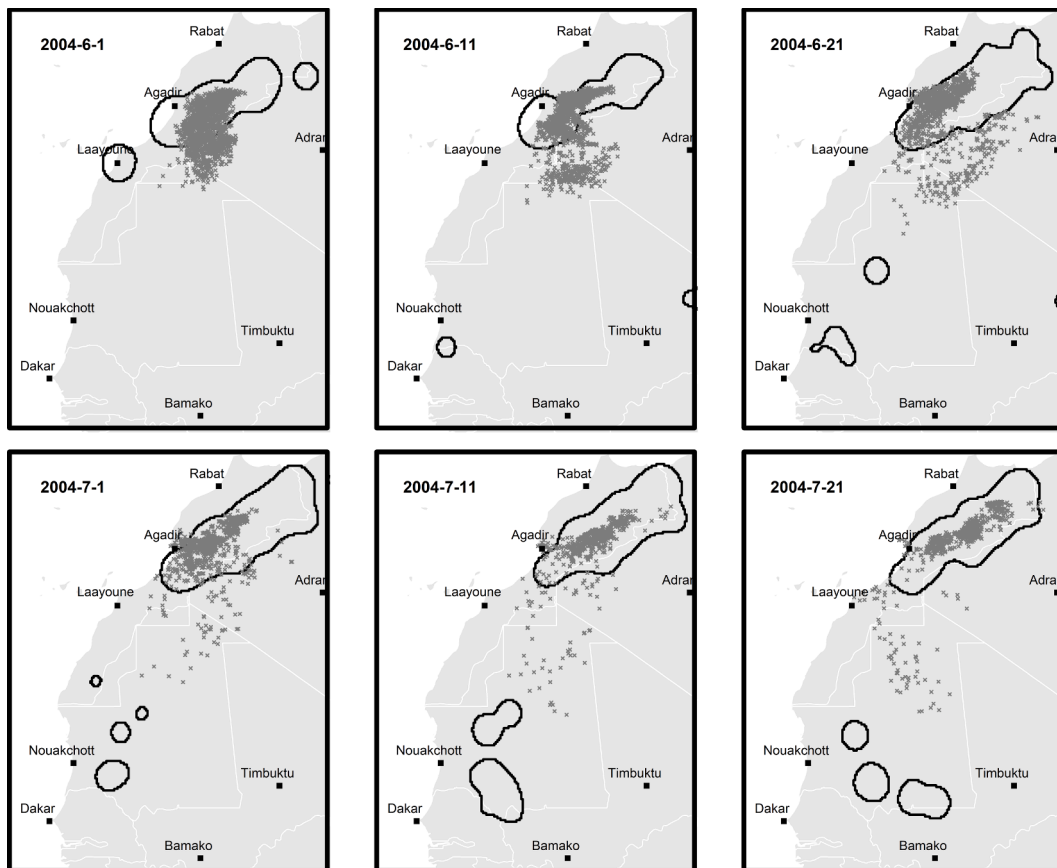 2004-6-1
Rabat
Agadir
Adrar
Laayoune
Nouakchott
Timbuktu
Dakar
Bamako
2004-6-11
Rabat
Agadir
Adrar
Laayoune
Nouakchott
Timbuktu
Dakar
Bamako
2004-6-21
Rabat
Agadir
Adra
Laayoune
Nouakchott
Timbuktu
Dakar
Bamako
2004-7-1
Rabat
Agadir
Adrar
Laayoune
Nouakchott
Timbuktu
Dakar
Bamako
2004-7-11
Rabat
Agadir
Adrar
Laayoune
Nouakchott
Timbuktu
Dakar
Bamako
2004-7-21
Rabat
Agadir
Adra
Laayoune
Nouakchott
Timbuktu
Dakar
Bamako